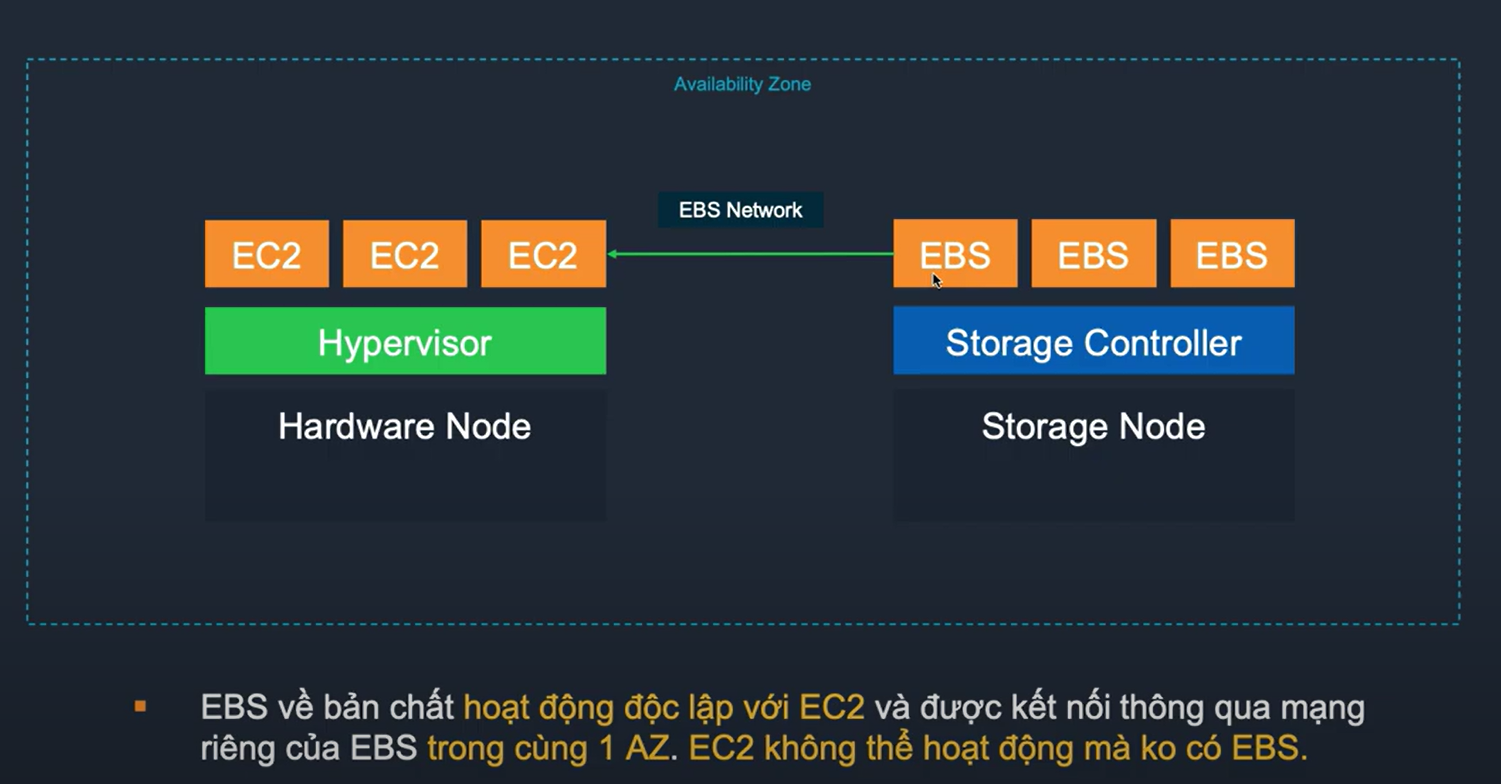 Availability Zone
EBS Network
EC2 EC2 EC2 EBS EBS EBS
Hypervisor Storage Controller
Hardware Node Storage Node
▪ EBS về bản chất hoạt động độc lập với EC2 và được kết nối thông qua mạng
riêng của EBS trong cùng 1 AZ. EC2 không thể hoạt động mà ko có EBS.